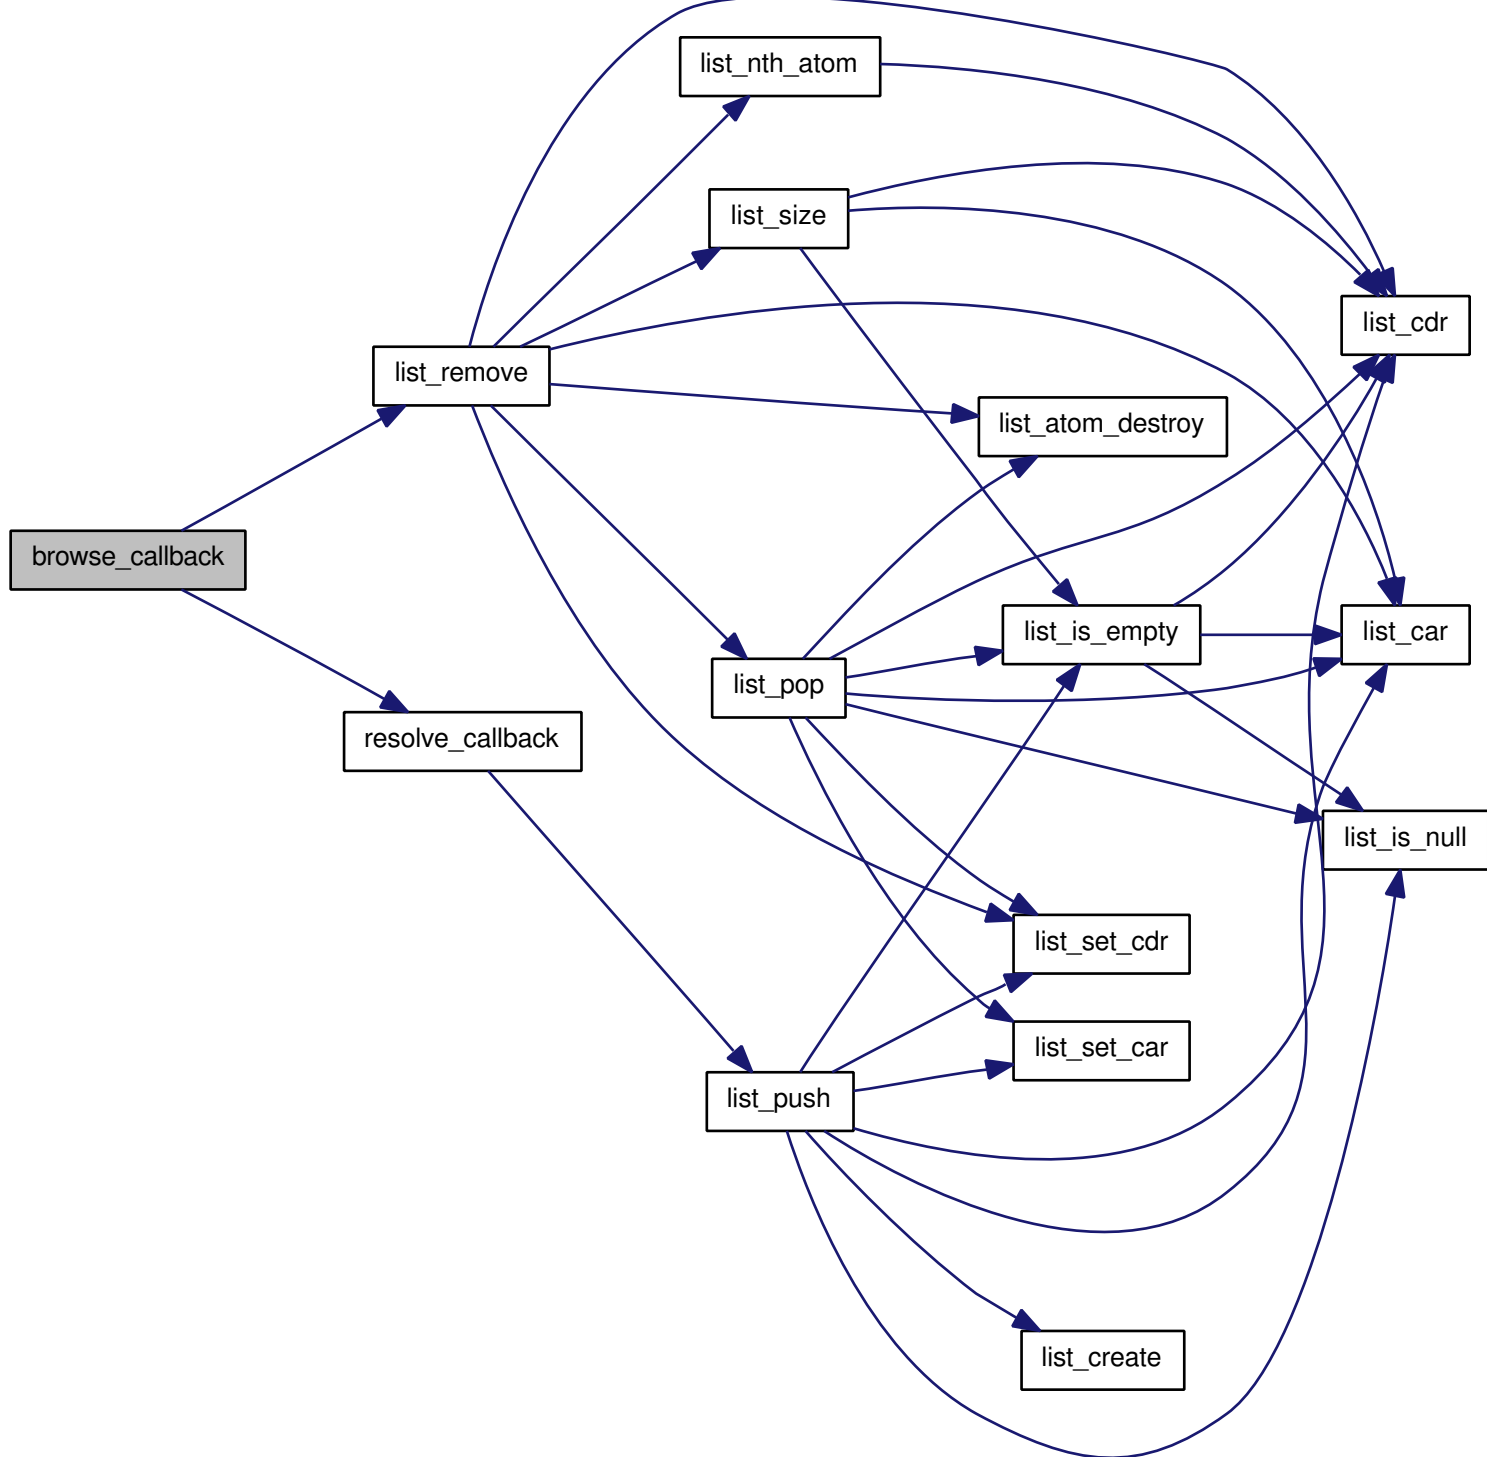 list_nth_atom
list_size
list_cdr
list_remove
list_atom_destroy
browse_callback
list_is_empty
list_car
list_pop
resolve_callback
list_is_null
list_set_cdr
list_set_car
list_push
list_create